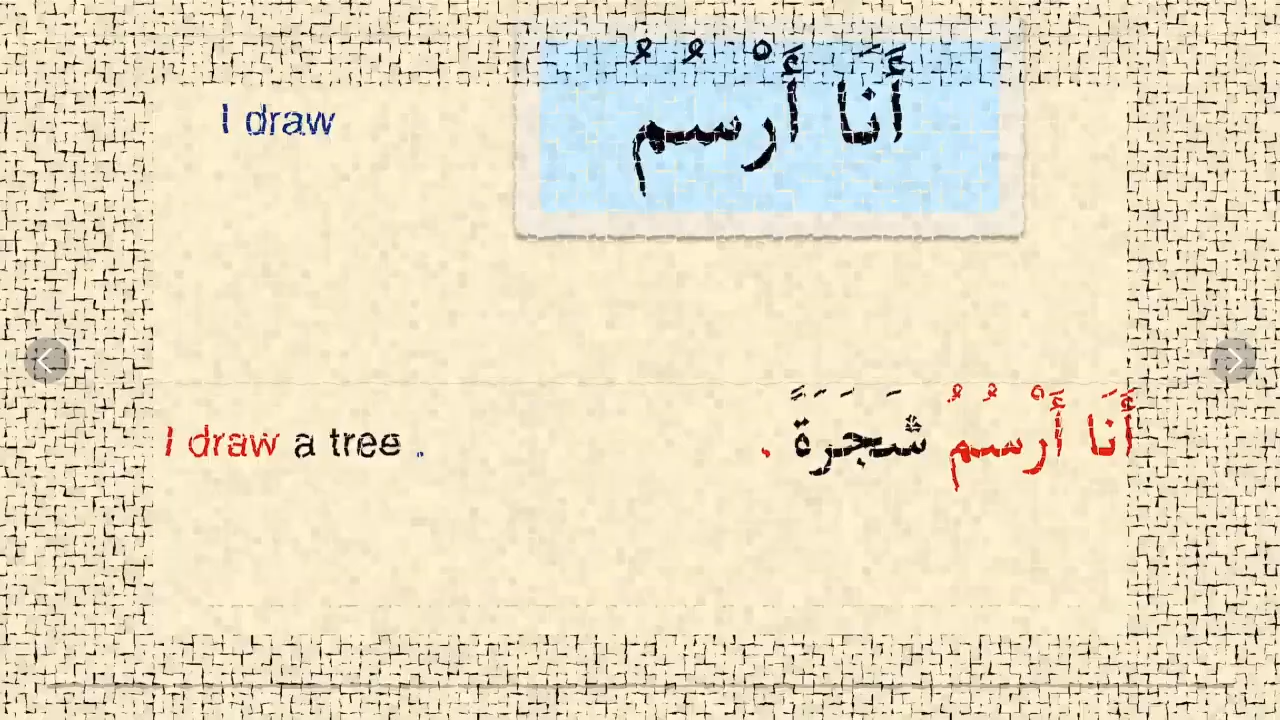 I draw
أَنَا أَرْسُمُ
I draw a tree .
أَنَا أَرْسُمُ شَجَرَةً .